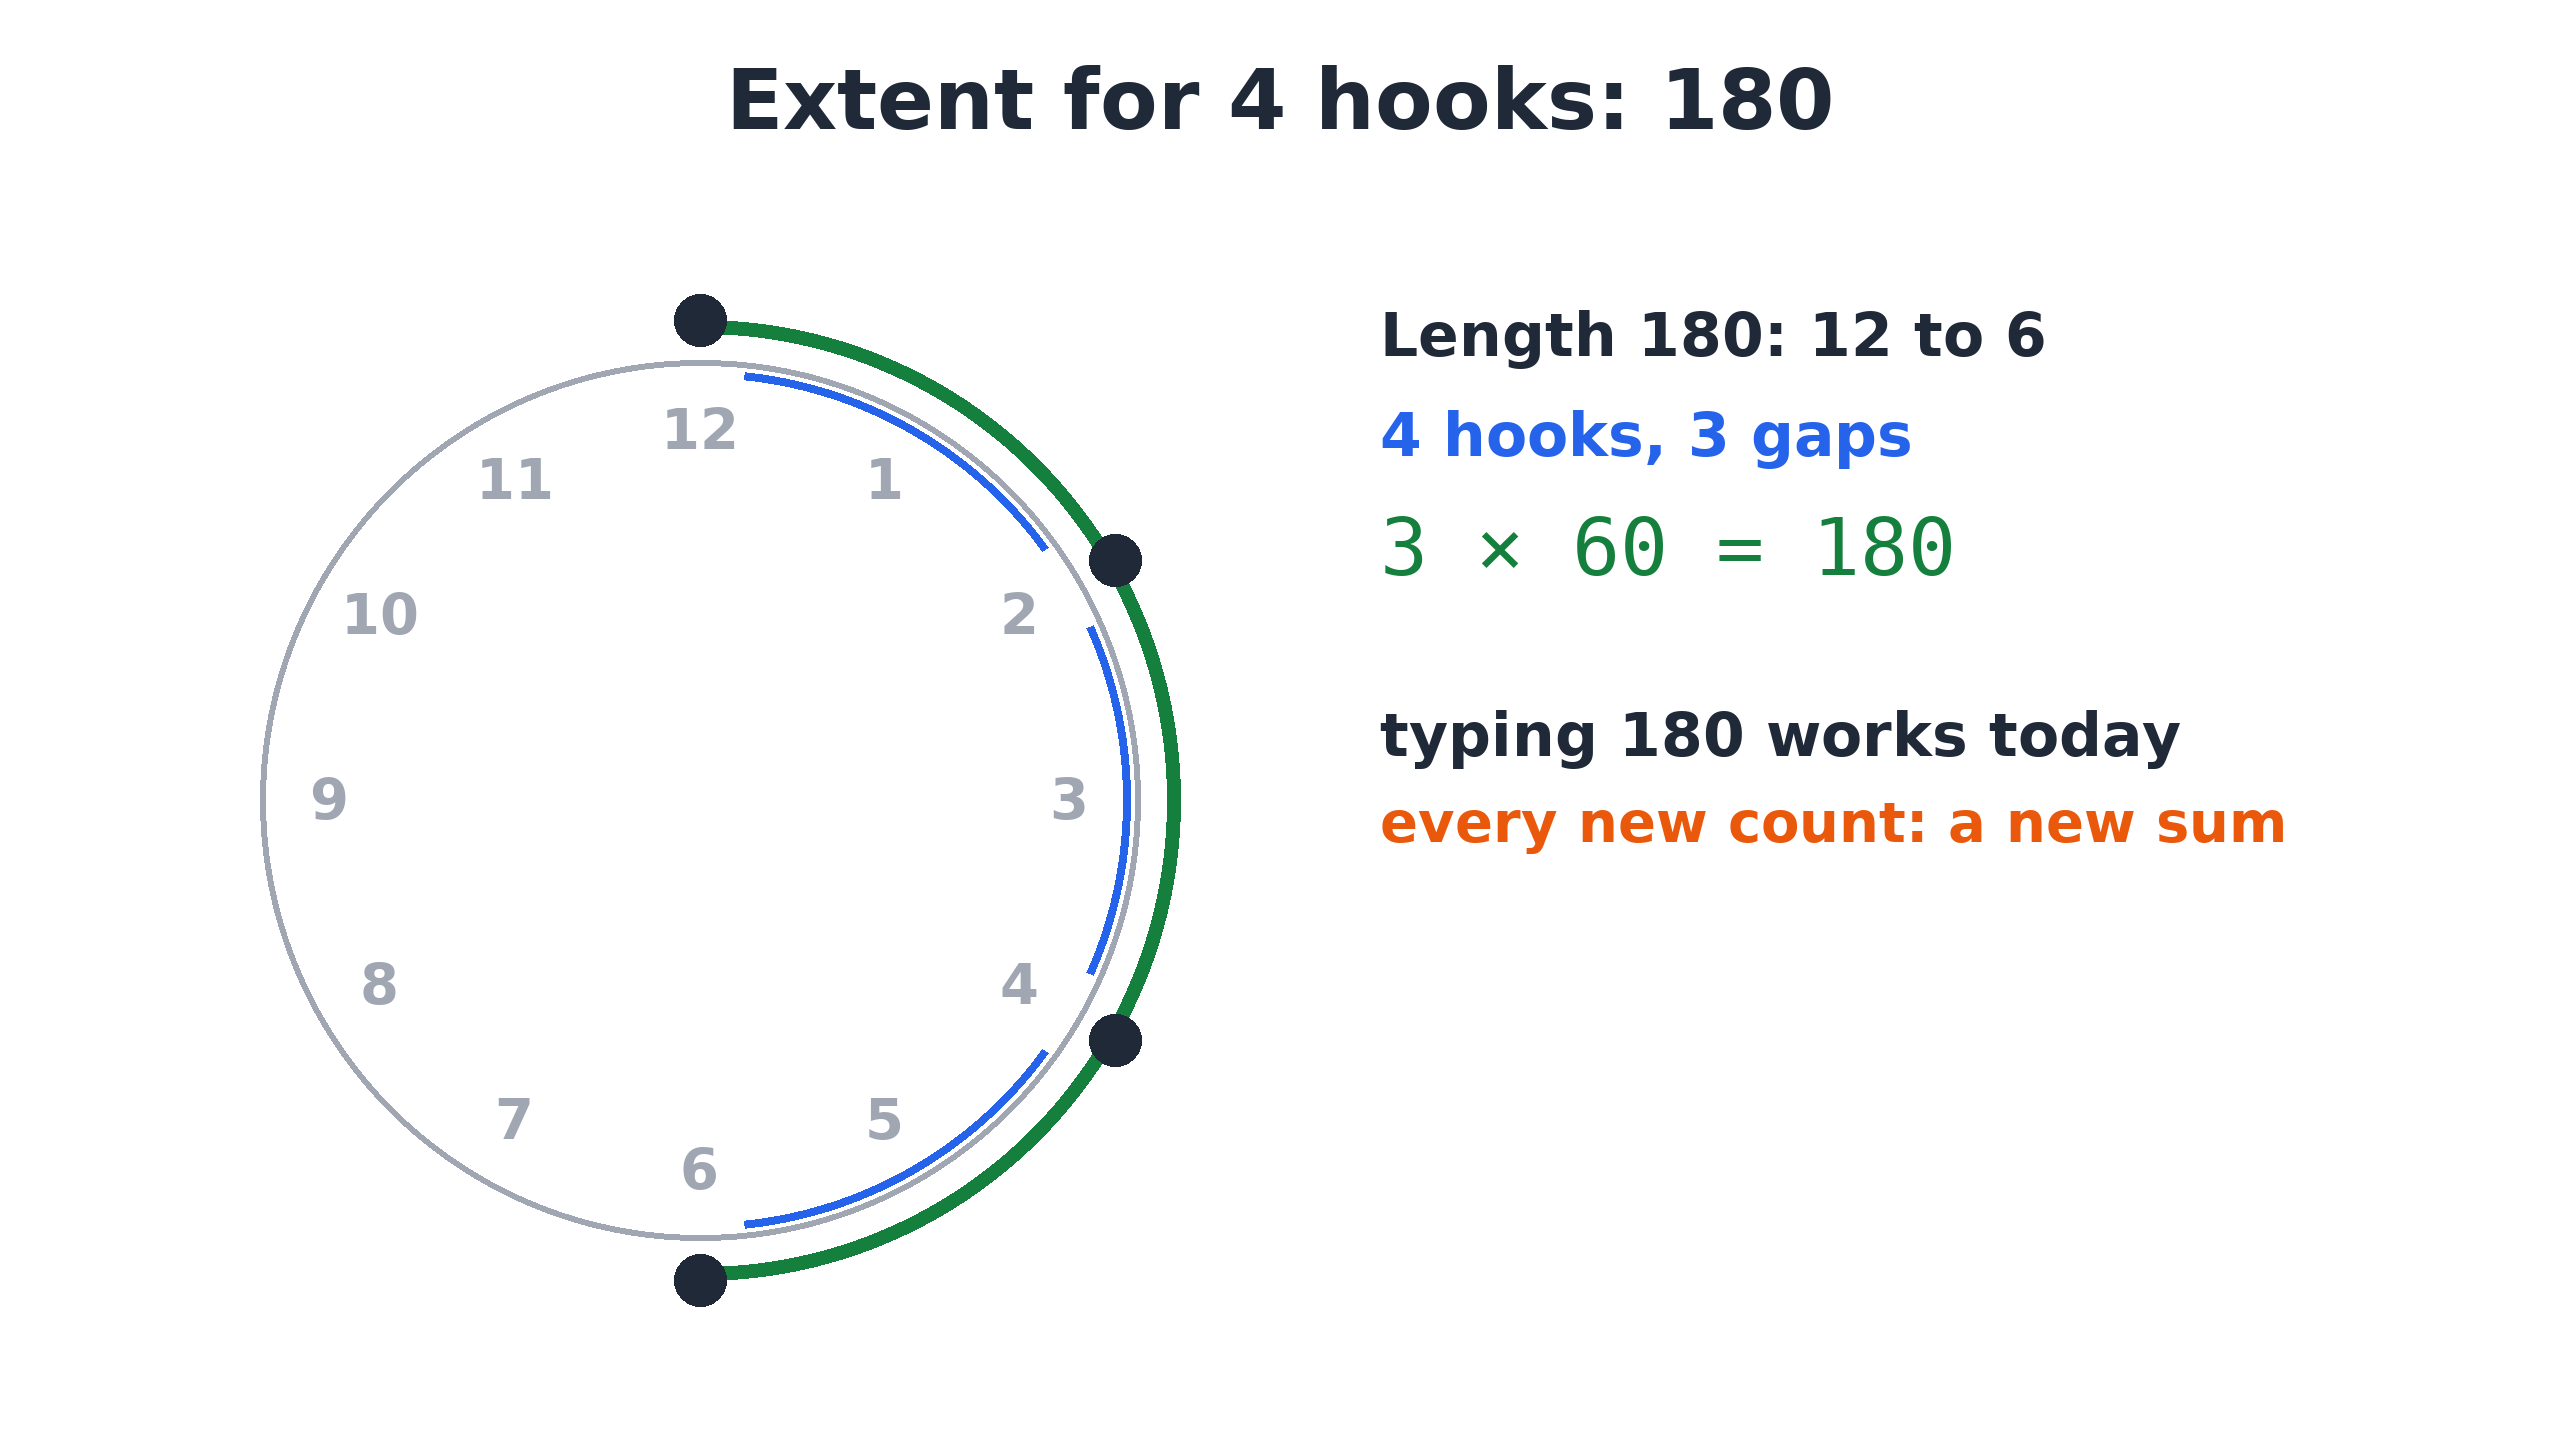 Extent for 4 hooks: 180
12
11
1
10
2
9
3
8
4
7
5
6
Length 180: 12 to 6
4 hooks, 3 gaps
3 × 60 = 180
typing 180 works today
every new count: a new sum